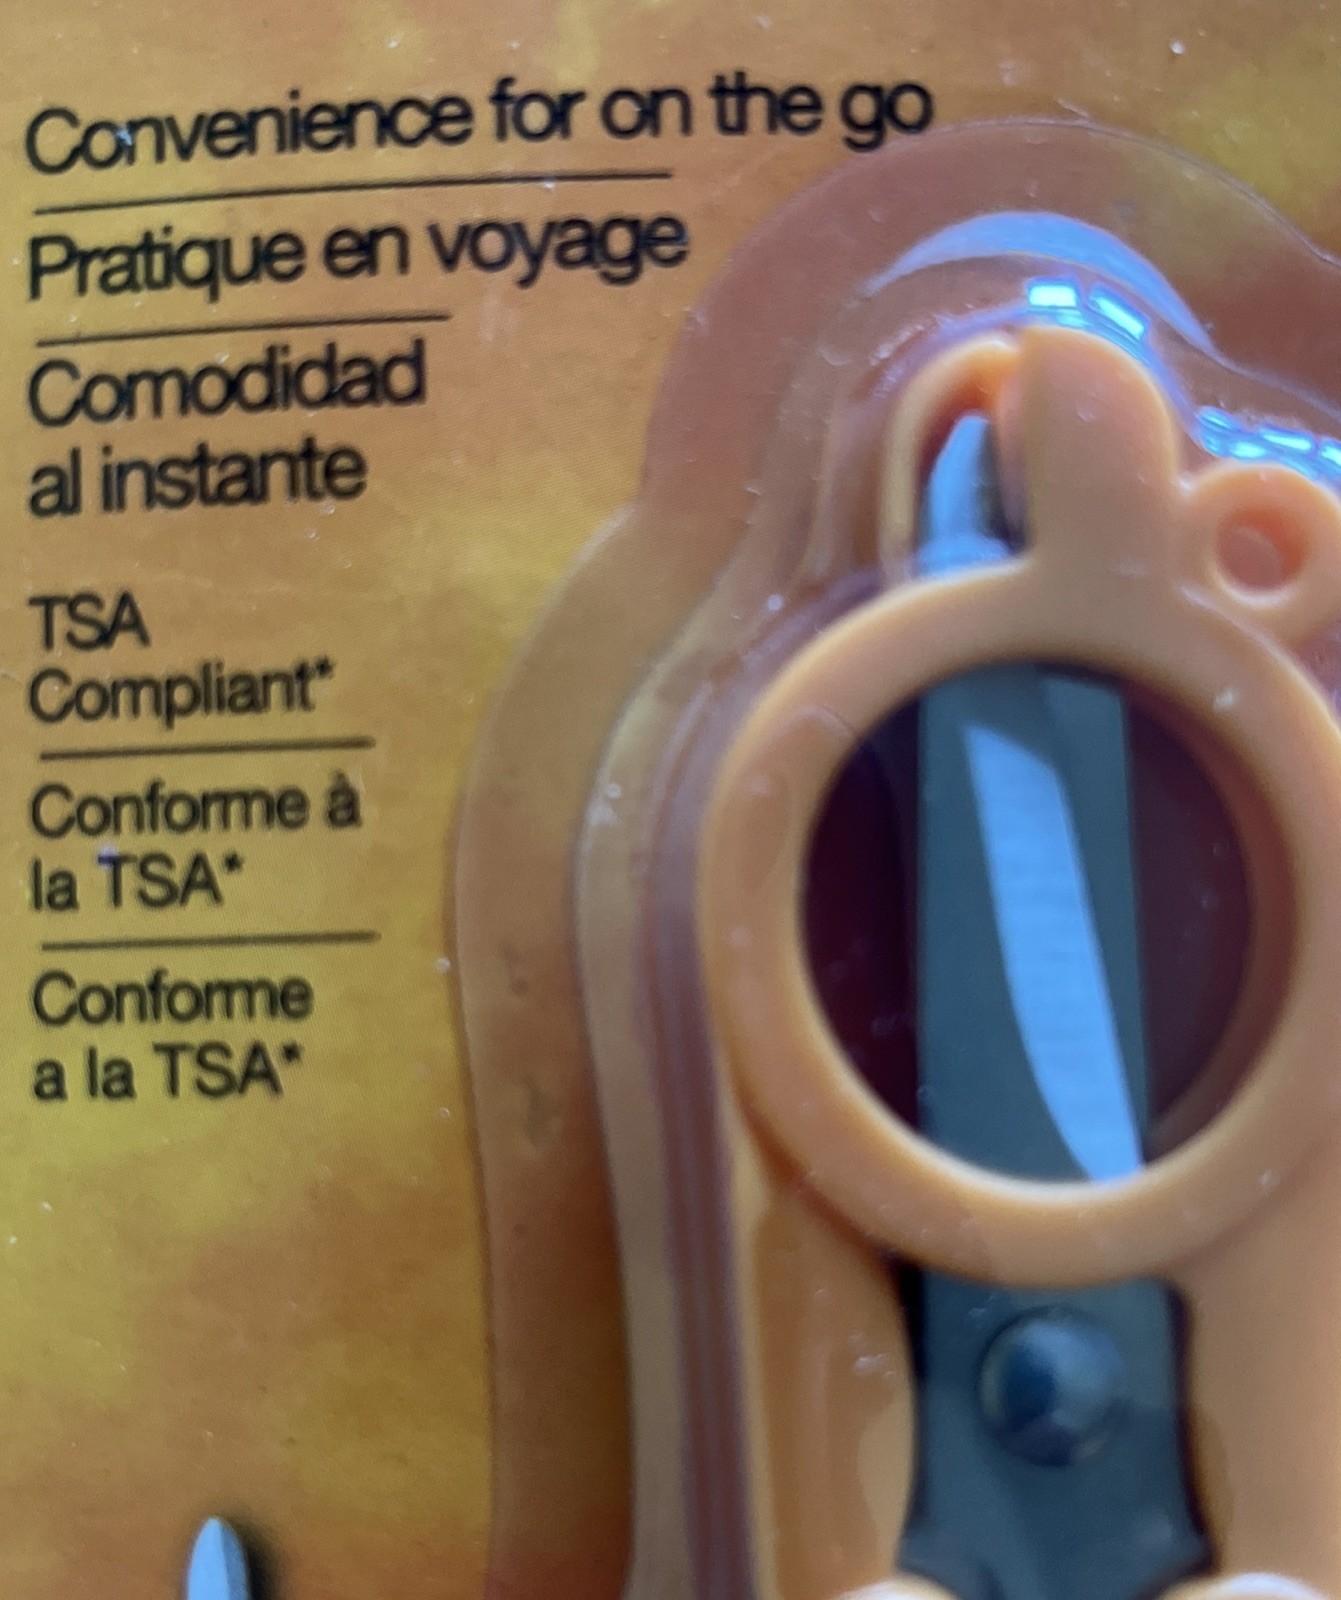 Convenience for on the go
Pratique en voyage
Comodidad
al instante
TSA
Compliant*
Conforme à
la TSA*
Conforme
a la TSA*